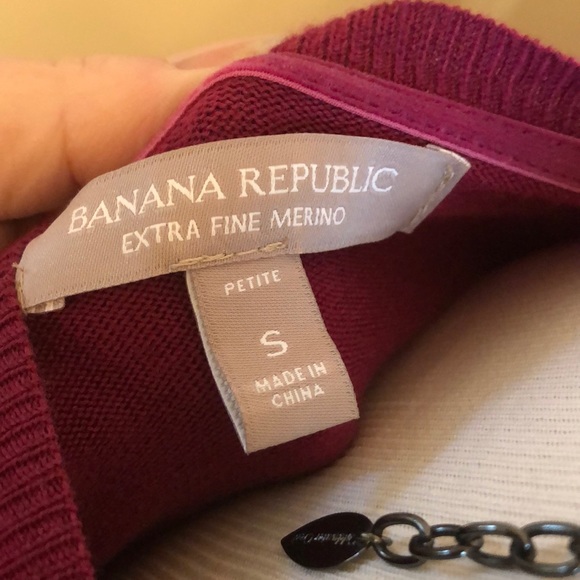 BANANA REPUBLIC
EXTRA FINE MERINO
PETITE
S
MADE IN
CHINA